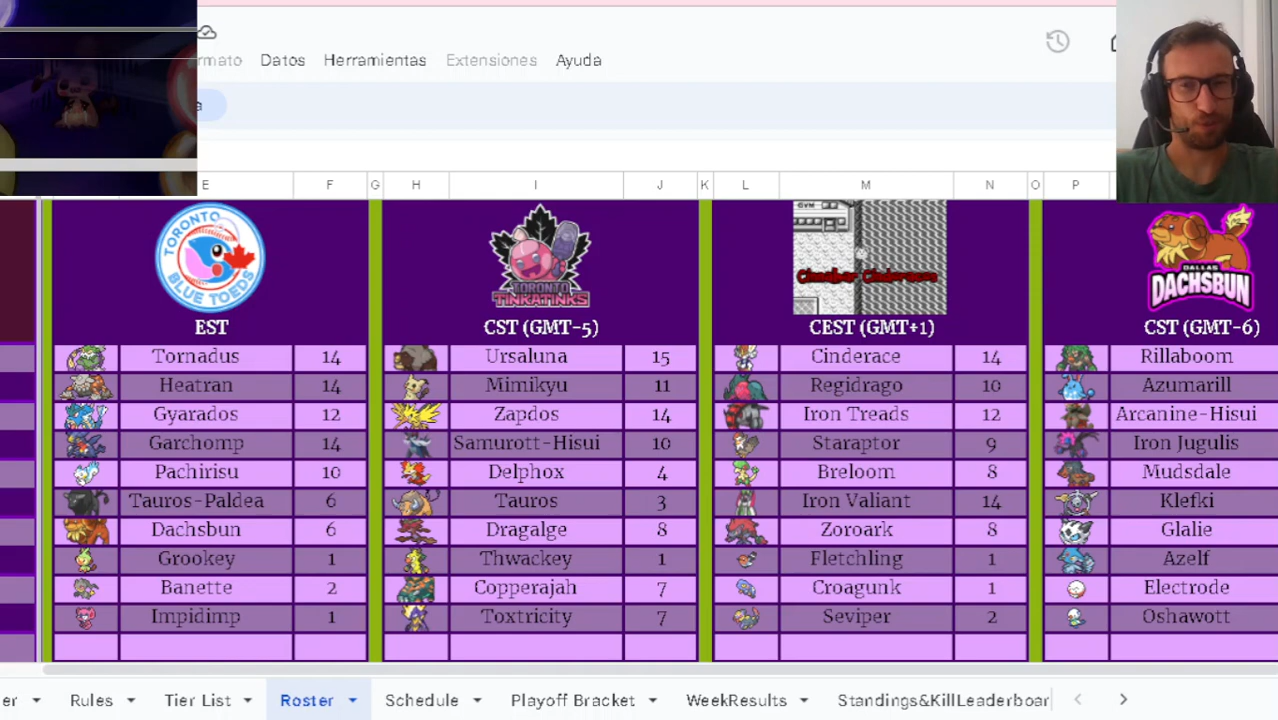 rmato Datos Herramientas Extensiones Ayuda
a
E F G H I J K L M N O P
TORONTO BLUE TOEDS
TORONTO TINKATINKS
GYM
DALLAS DACHSBUN
EST CST (GMT-5) CEST (GMT+1) CST (GMT-6)
Tornadus 14 Ursaluna 15 Cinderace 14 Rillaboom
Heatran 14 Mimikyu 11 Regidrago 10 Azumarill
Gyarados 12 Zapdos 14 Iron Treads 12 Arcanine-Hisui
Garchomp 14 Samurott-Hisui 10 Staraptor 9 Iron Jugulis
Pachirisu 10 Delphox 4 Breloom 8 Mudsdale
Tauros-Paldea 6 Tauros 3 Iron Valiant 14 Klefki
Dachsbun 6 Dragalge 8 Zoroark 8 Glalie
Grookey 1 Thwackey 1 Fletchling 1 Azelf
Banette 2 Copperajah 7 Croagunk 1 Electrode
Impidimp 1 Toxtricity 7 Seviper 2 Oshawott
er Rules Tier List Roster Schedule Playoff Bracket WeekResults Standings&KillLeaderboar